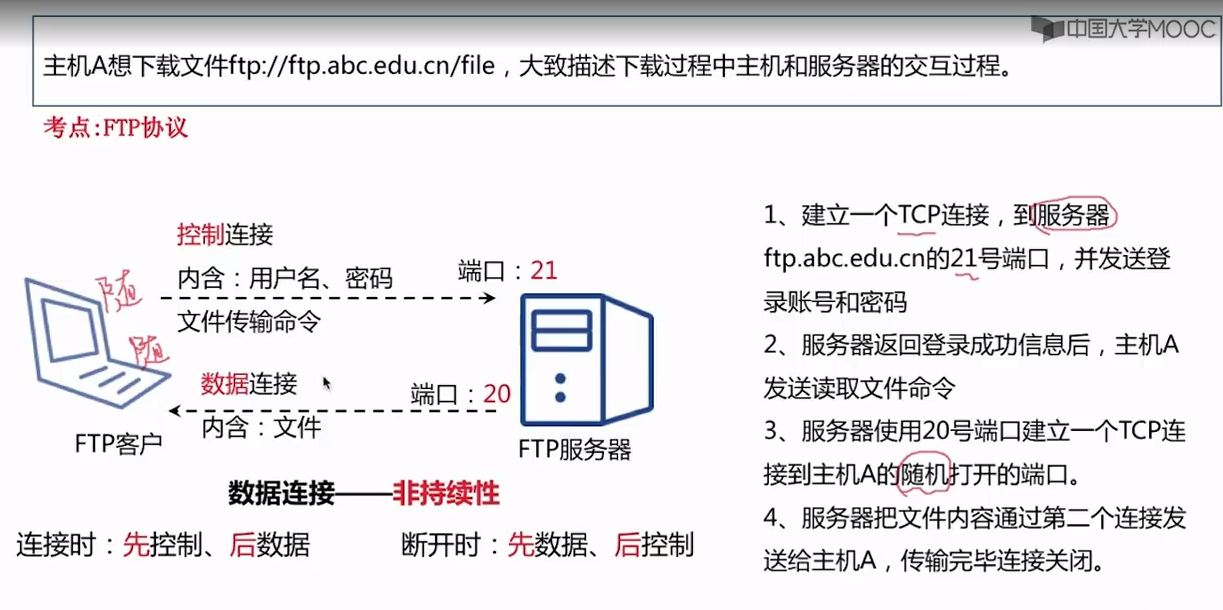 中国大学MOOC
主机A想下载文件ftp://ftp.abc.edu.cn/file，大致描述下载过程中主机和服务器的交互过程。
考点:FTP协议
控制连接
内含：用户名、密码
文件传输命令
端口：21
随
随
数据连接
内含：文件
端口：20
FTP客户
FTP服务器
数据连接——非持续性
连接时：先控制、后数据
断开时：先数据、后控制
1、建立一个TCP连接，到服务器
ftp.abc.edu.cn的21号端口，并发送登
录账号和密码
2、服务器返回登录成功信息后，主机A
发送读取文件命令
3、服务器使用20号端口建立一个TCP连
接到主机A的随机打开的端口。
4、服务器把文件内容通过第二个连接发
送给主机A，传输完毕连接关闭。